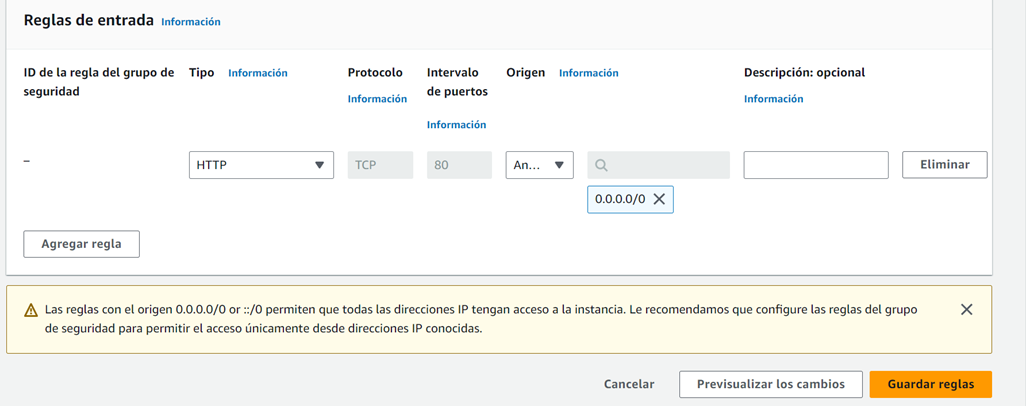 Reglas de entrada Información
ID de la regla del grupo de seguridad
Tipo Información
Protocolo
Información
Intervalo de puertos
Información
Origen Información
Descripción: opcional
Información
–
HTTP
TCP
80
An...
0.0.0.0/0
Eliminar
Agregar regla
Las reglas con el origen 0.0.0.0/0 or ::/0 permiten que todas las direcciones IP tengan acceso a la instancia. Le recomendamos que configure las reglas del grupo
de seguridad para permitir el acceso únicamente desde direcciones IP conocidas.
Cancelar
Previsualizar los cambios
Guardar reglas